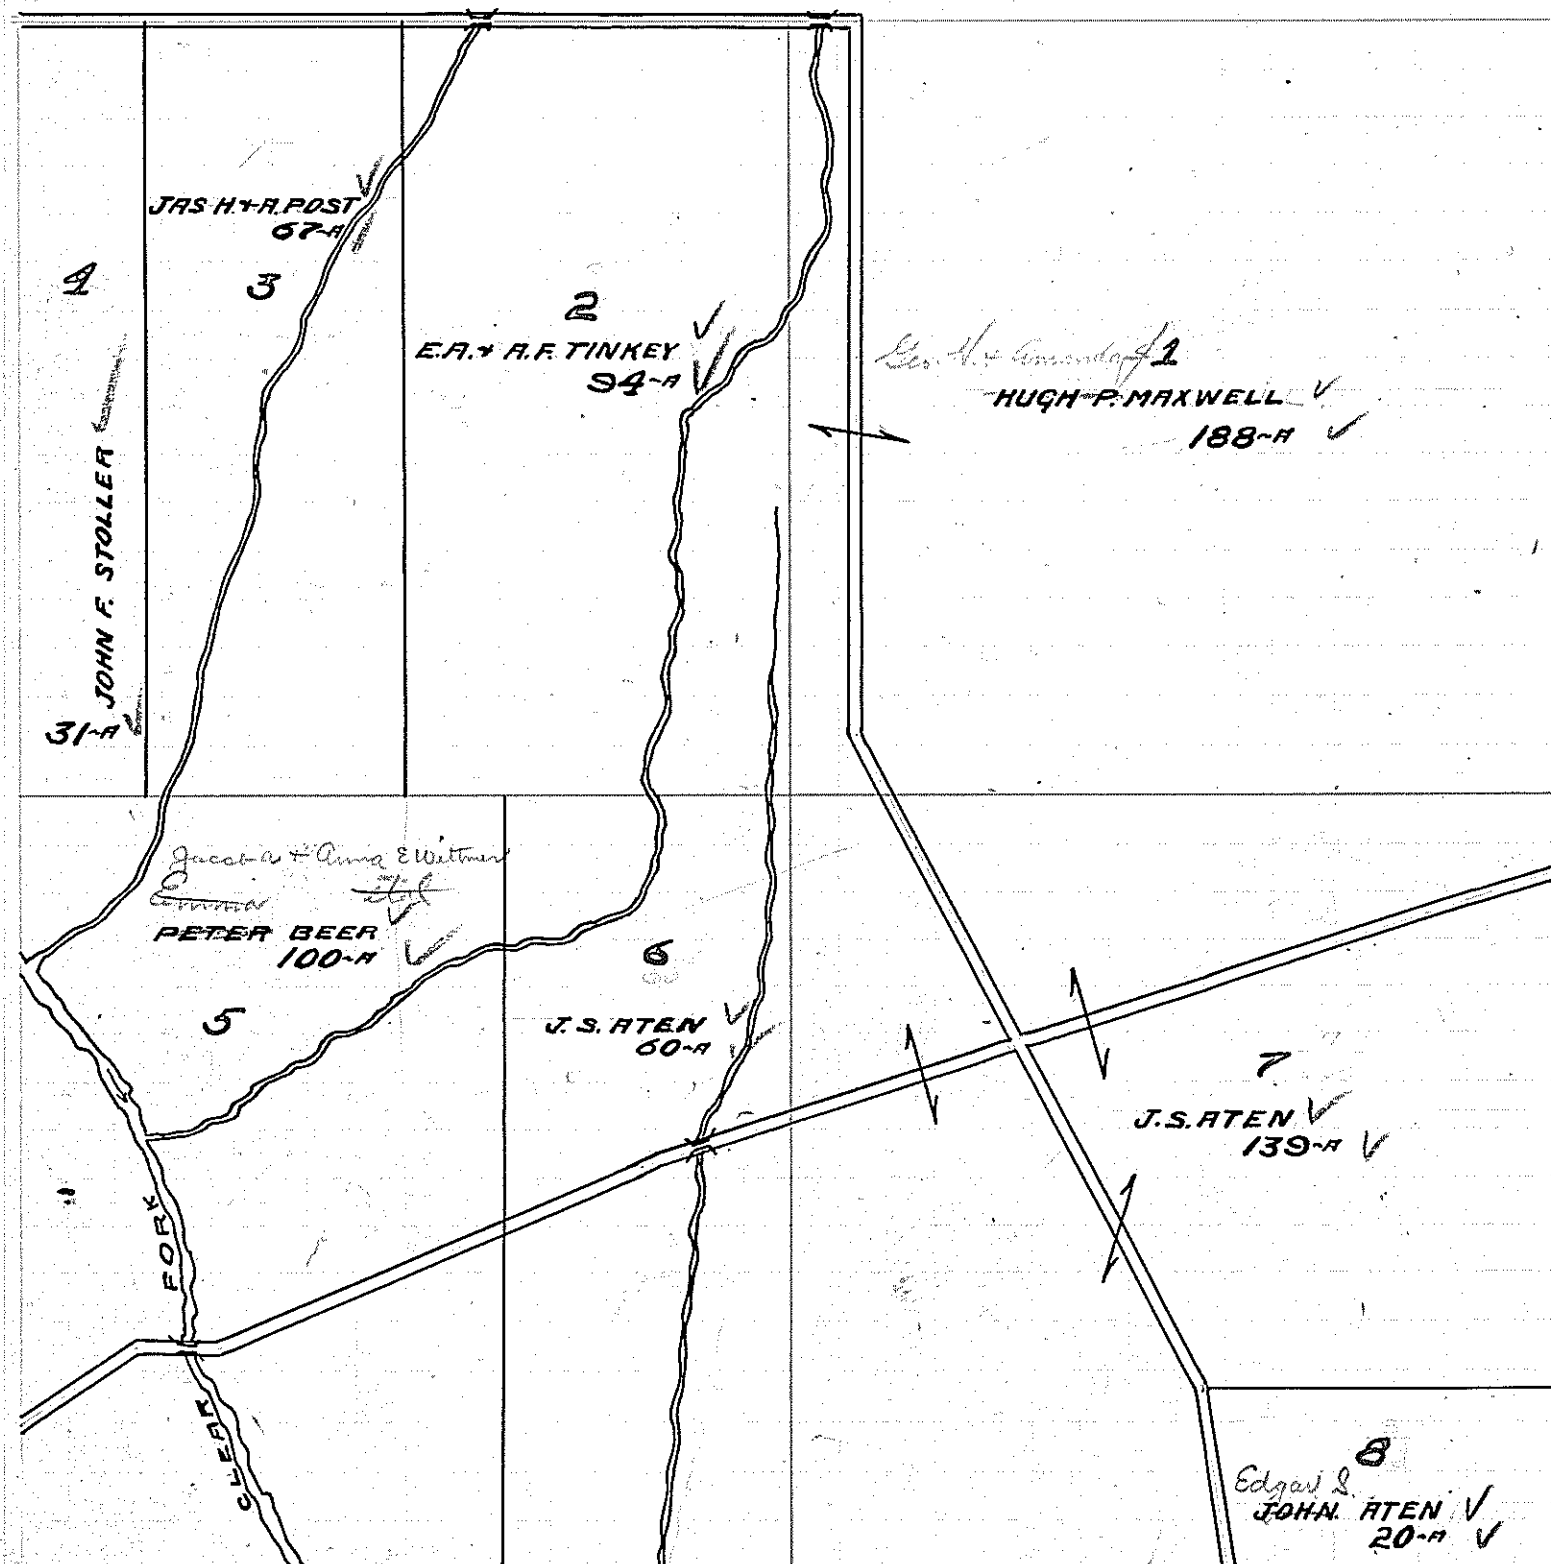 JAS H. + A. POST
67-A
4
3
2
E.A. + A.F. TINKEY
94-A
1
HUGH P. MAXWELL
188-A
JOHN F. STOLLER
31-A
Jacob A + Anna E Wittmer
Emma
PETER BEER
100-A
5
6
J. S. ATEN
60-A
7
J.S. ATEN
139-A
FORK
CLEAR
8
Edgar S.
JOHN. ATEN
20-A